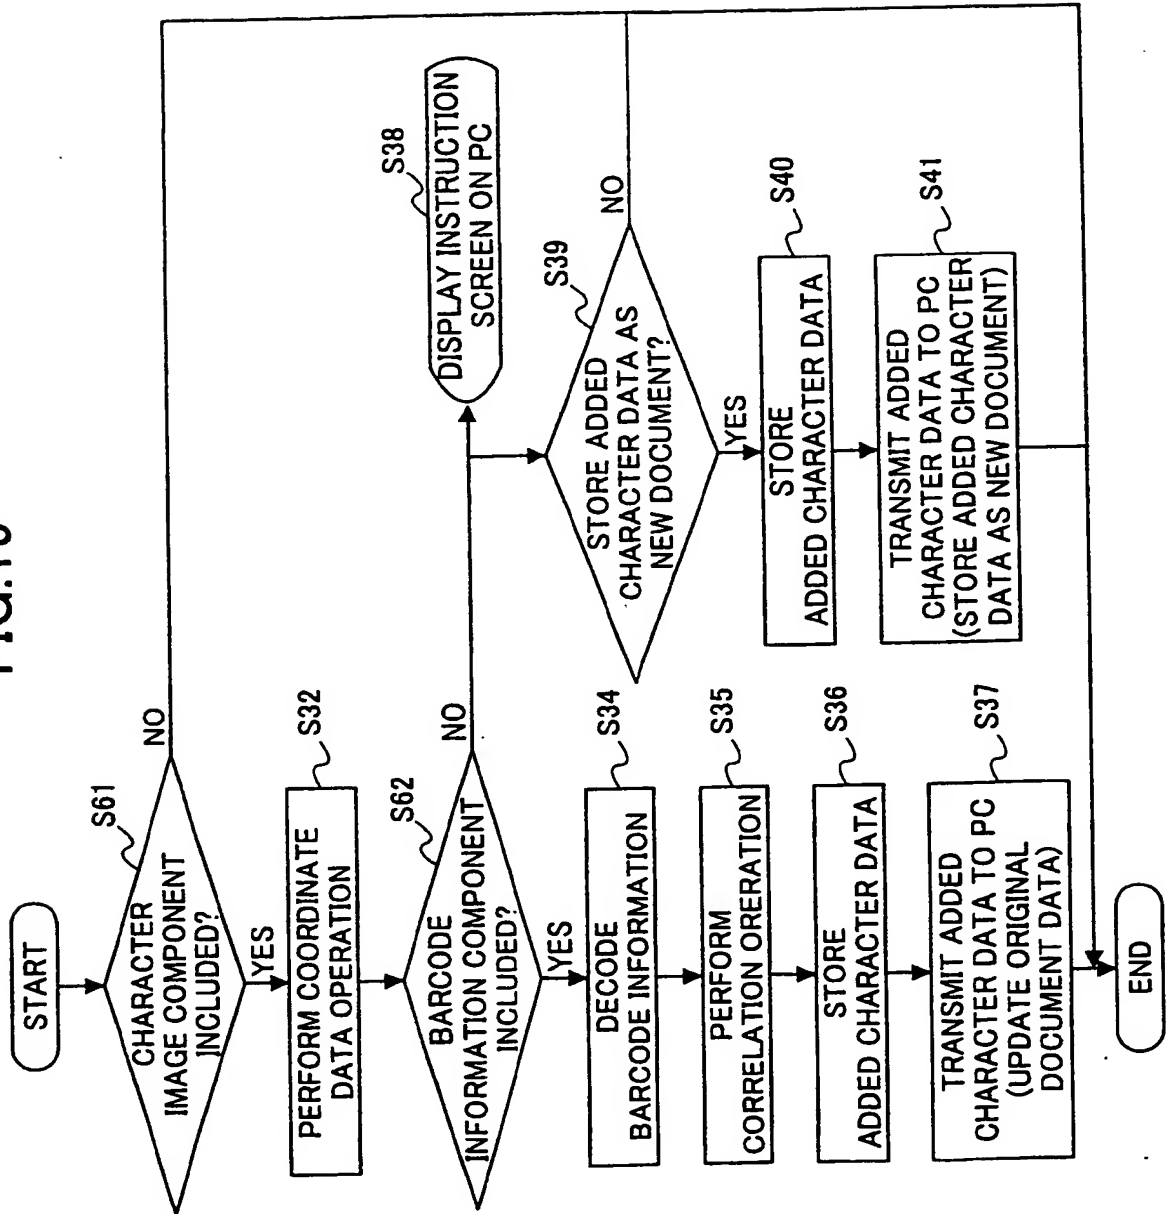 START
CHARACTER
IMAGE COMPONENT
INCLUDED?
S61
NO
YES
PERFORM COORDINATE
DATA OPERATION
S32
BARCODE
INFORMATION COMPONENT
INCLUDED?
S62
NO
YES
DECODE
BARCODE INFORMATION
S34
PERFORM
CORRELATION ORERATION
S35
STORE
ADDED CHARACTER DATA
S36
TRANSMIT ADDED
CHARACTER DATA TO PC
(UPDATE ORIGINAL
DOCUMENT DATA)
S37
END
DISPLAY INSTRUCTION
SCREEN ON PC
S38
STORE ADDED
CHARACTER DATA AS
NEW DOCUMENT?
S39
NO
YES
STORE
ADDED CHARACTER DATA
S40
TRANSMIT ADDED
CHARACTER DATA TO PC
(STORE ADDED CHARACTER
DATA AS NEW DOCUMENT)
S41